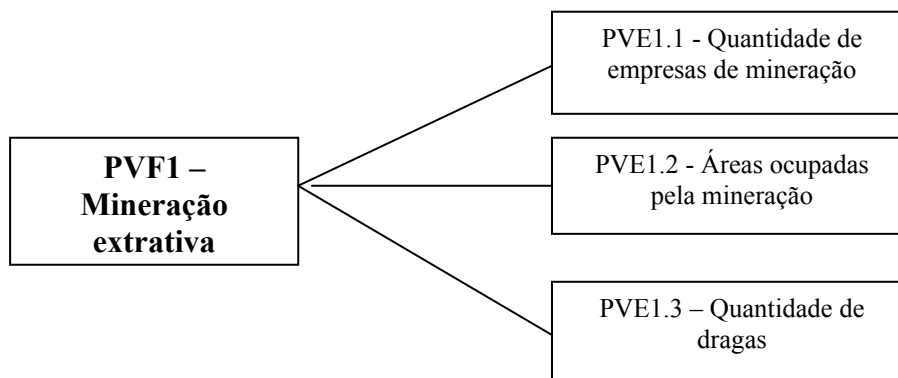 PVF1 –
Mineração
extrativa
PVE1.1 - Quantidade de
empresas de mineração
PVE1.2 - Áreas ocupadas
pela mineração
PVE1.3 – Quantidade de
dragas